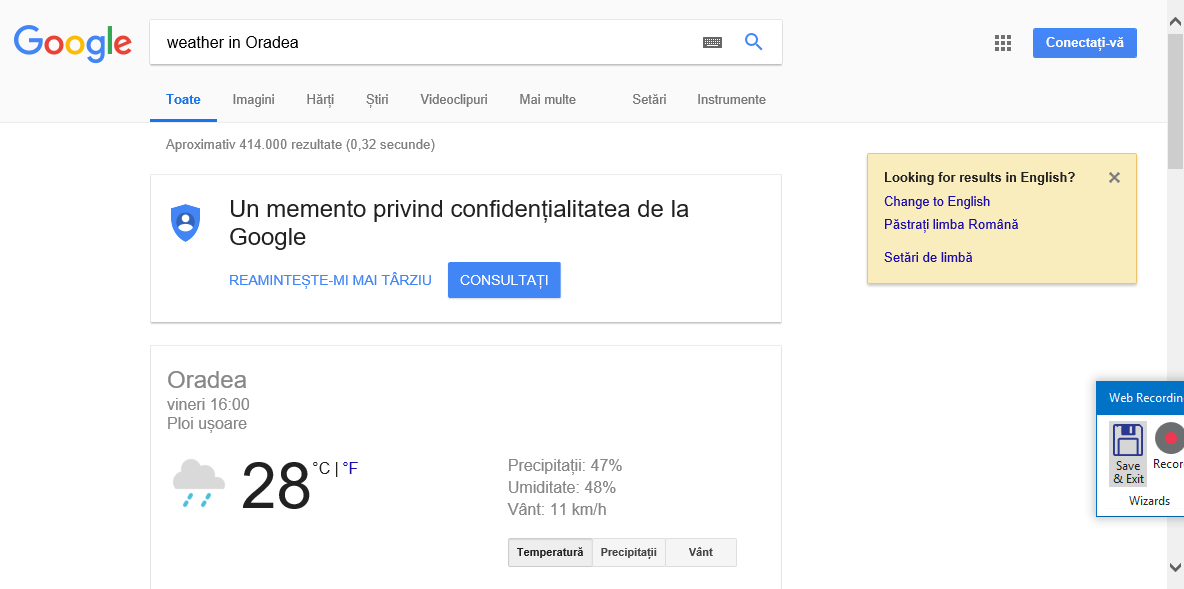 Google
weather in Oradea
Conectați-vă
Toate Imagini Hărți Știri Videoclipuri Mai multe Setări Instrumente
Aproximativ 414.000 rezultate (0,32 secunde)
Un memento privind confidențialitatea de la
Google
REAMINTEȘTE-MI MAI TÂRZIU CONSULTAȚI
Looking for results in English?
Change to English
Păstrați limba Română
Setări de limbă
Oradea
vineri 16:00
Ploi ușoare
28 °C | °F
Precipitații: 47%
Umiditate: 48%
Vânt: 11 km/h
Temperatură Precipitații Vânt
Web Recordin
Save
& Exit
Recor
Wizards